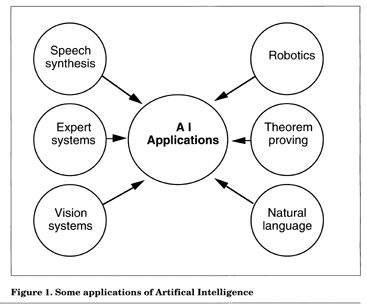 Speech
synthesis
Robotics
Expert
systems
A I
Applications
Theorem
proving
Vision
systems
Natural
language
Figure 1. Some applications of Artifical Intelligence